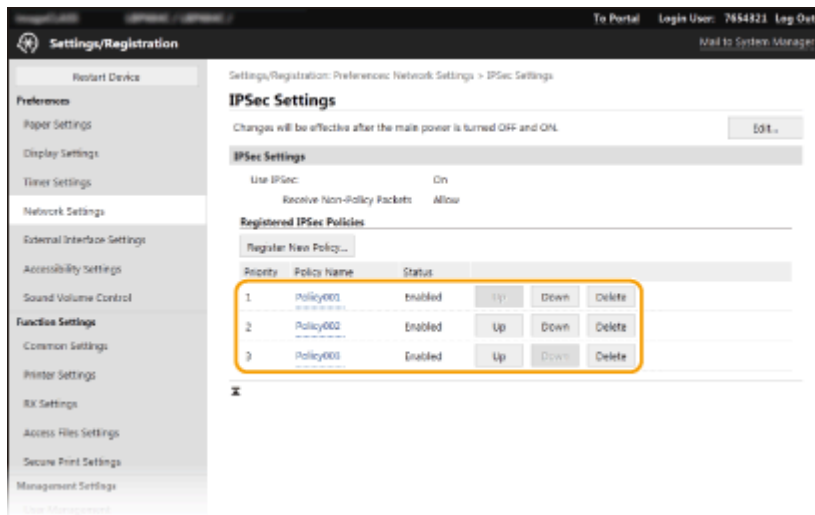 To Portal Login User: 7654321 Log Out
Settings/Registration
Mail to System Manager
Restart Device
Preferences
Paper Settings
Display Settings
Timer Settings
Network Settings
External Interface Settings
Accessibility Settings
Sound Volume Control
Function Settings
Common Settings
Printer Settings
RX Settings
Access Files Settings
Secure Print Settings
Management Settings
User Management
Settings/Registration: Preferences: Network Settings > IPSec Settings
IPSec Settings
Changes will be effective after the main power is turned OFF and ON.
Edit...
IPSec Settings
Use IPSec: On
Receive Non-Policy Packets Allow
Registered IPSec Policies
Register New Policy...
Priority Policy Name Status
1 Policy001 Enabled Up Down Delete
2 Policy002 Enabled Up Down Delete
3 Policy003 Enabled Up Down Delete